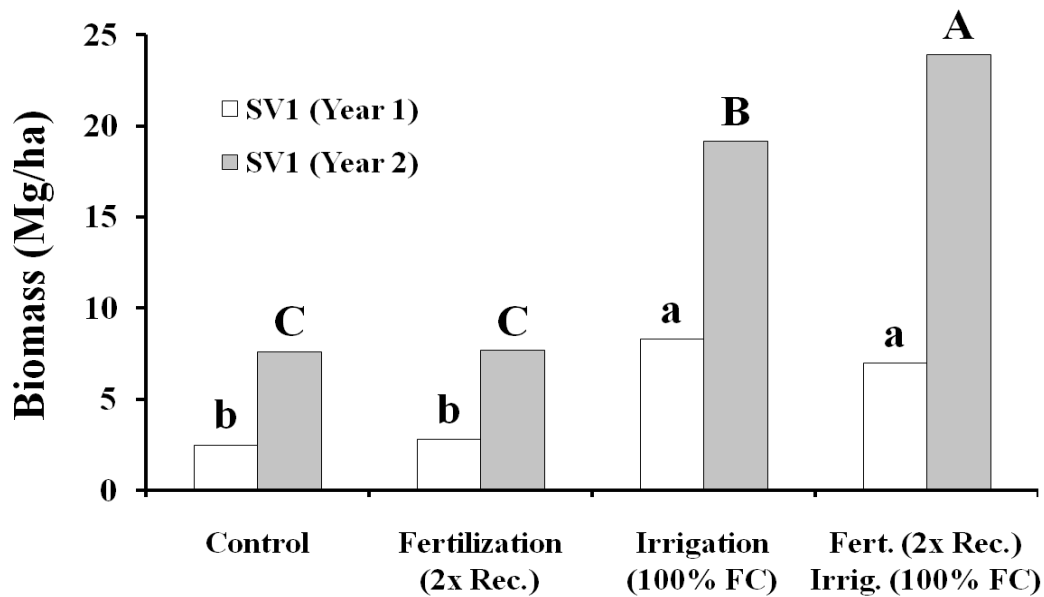 25
20
15
10
5
0
Biomass (Mg/ha)
SV1 (Year 1)
SV1 (Year 2)
b
C
b
C
a
B
a
A
Control
Fertilization
(2x Rec.)
Irrigation
(100% FC)
Fert. (2x Rec.)
Irrig. (100% FC)